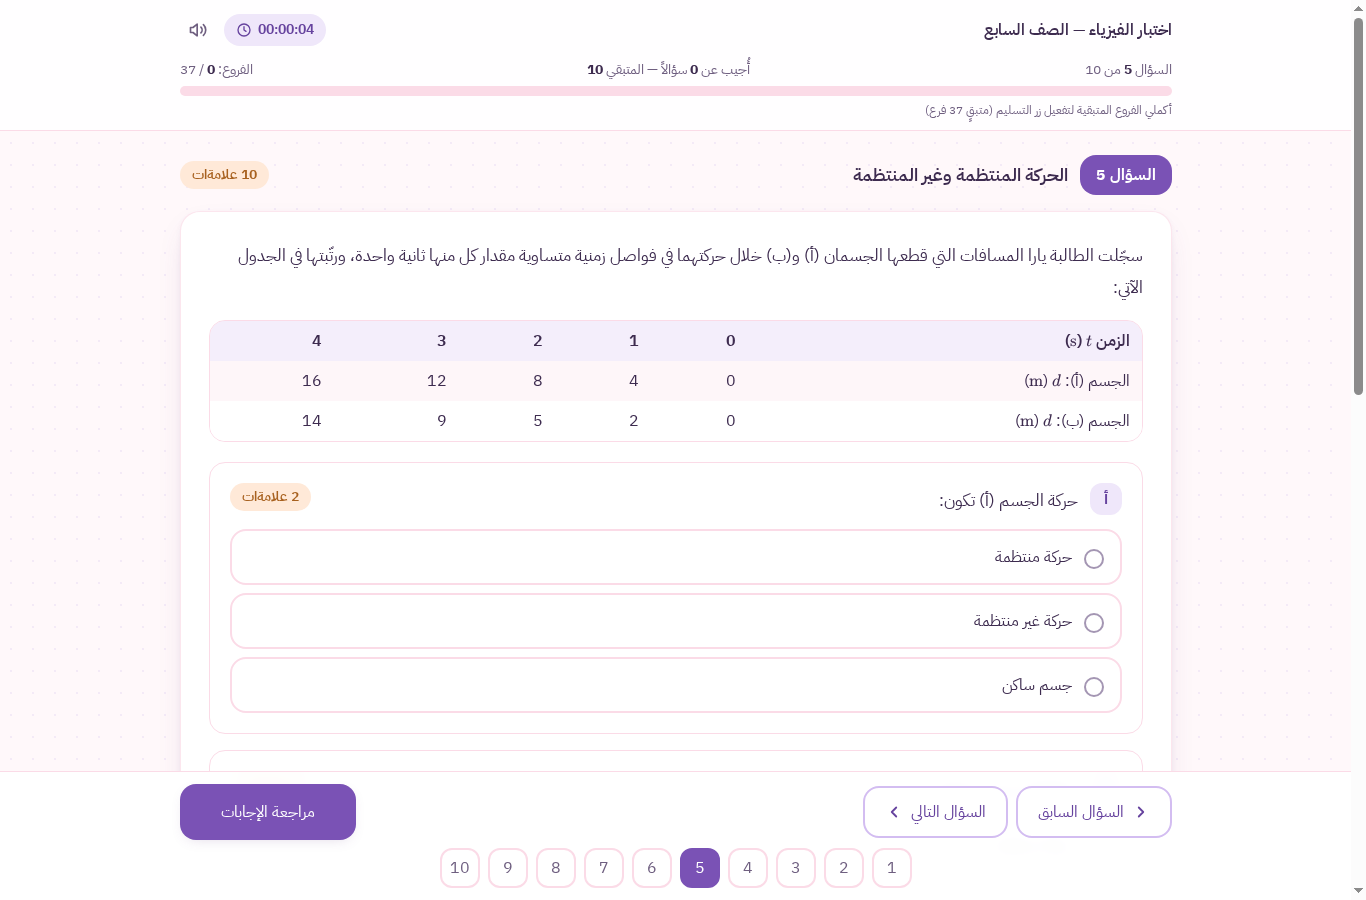 اختبار الفيزياء — الصف السابع
00:00:04
السؤال 5 من 10
أُجيب عن 0 سؤالاً — المتبقي 10
الفروع: 0 / 37
أكملي الفروع المتبقية لتفعيل زر التسليم (متبقٍ 37 فرع)
السؤال 5
الحركة المنتظمة وغير المنتظمة
10 علامةات
سجّلت الطالبة يارا المسافات التي قطعها الجسمان (أ) و(ب) خلال حركتهما في فواصل زمنية متساوية مقدار كل منها ثانية واحدة، ورتّبتها في الجدول
الآتي:
الزمن t (s) 0 1 2 3 4
الجسم (أ): d (m) 0 4 8 12 16
الجسم (ب): d (m) 0 2 5 9 14
أ
حركة الجسم (أ) تكون:
2 علامةات
حركة منتظمة
حركة غير منتظمة
جسم ساكن
السؤال السابق
السؤال التالي
مراجعة الإجابات
1 2 3 4 5 6 7 8 9 10